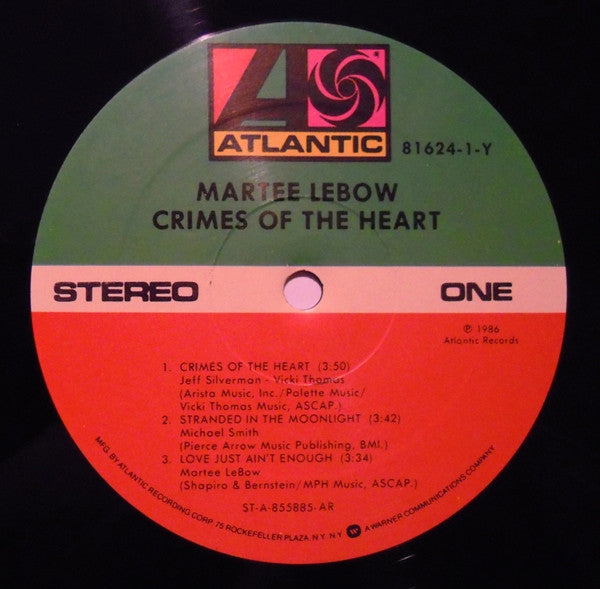 ATLANTIC
81624-1-Y
MARTEE LEBOW
CRIMES OF THE HEART
STEREO
ONE
℗ 1986
Atlantic Records
1. CRIMES OF THE HEART (3:50)
Jeff Silverman - Vicki Thomas
(Arista Music, Inc./Palette Music/
Vicki Thomas Music, ASCAP.)
2. STRANDED IN THE MOONLIGHT (3:42)
Michael Smith
(Pierce Arrow Music Publishing, BMI.)
3. LOVE JUST AIN'T ENOUGH (3:34)
Martee LeBow
(Shapiro & Bernstein/MPH Music, ASCAP.)
ST-A-855885-AR
MFG. BY ATLANTIC RECORDING CORP. 75 ROCKEFELLER PLAZA, N.Y. N.Y. W A WARNER COMMUNICATIONS COMPANY